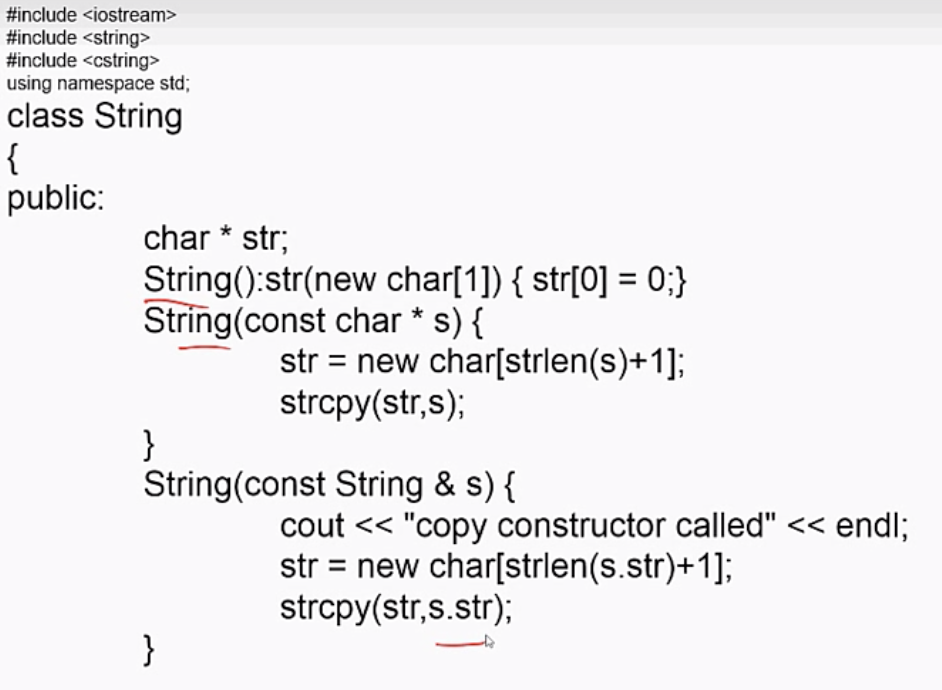 #include <iostream>
#include <string>
#include <cstring>
using namespace std;
class String
{
public:
char * str;
String():str(new char[1]) { str[0] = 0;}
String(const char * s) {
str = new char[strlen(s)+1];
strcpy(str,s);
}
String(const String & s) {
cout << "copy constructor called" << endl;
str = new char[strlen(s.str)+1];
strcpy(str,s.str);
}